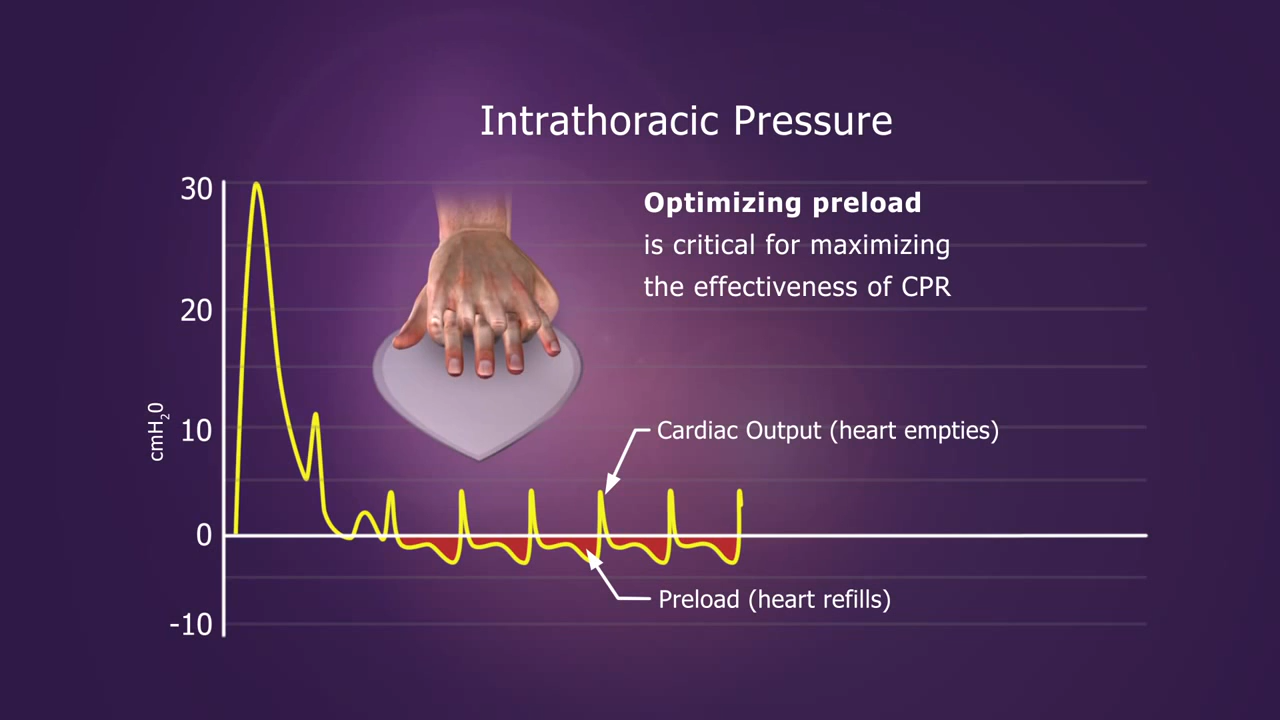 Intrathoracic Pressure
30
Optimizing preload
is critical for maximizing
the effectiveness of CPR
20
cmH₂0
10
Cardiac Output (heart empties)
0
Preload (heart refills)
-10